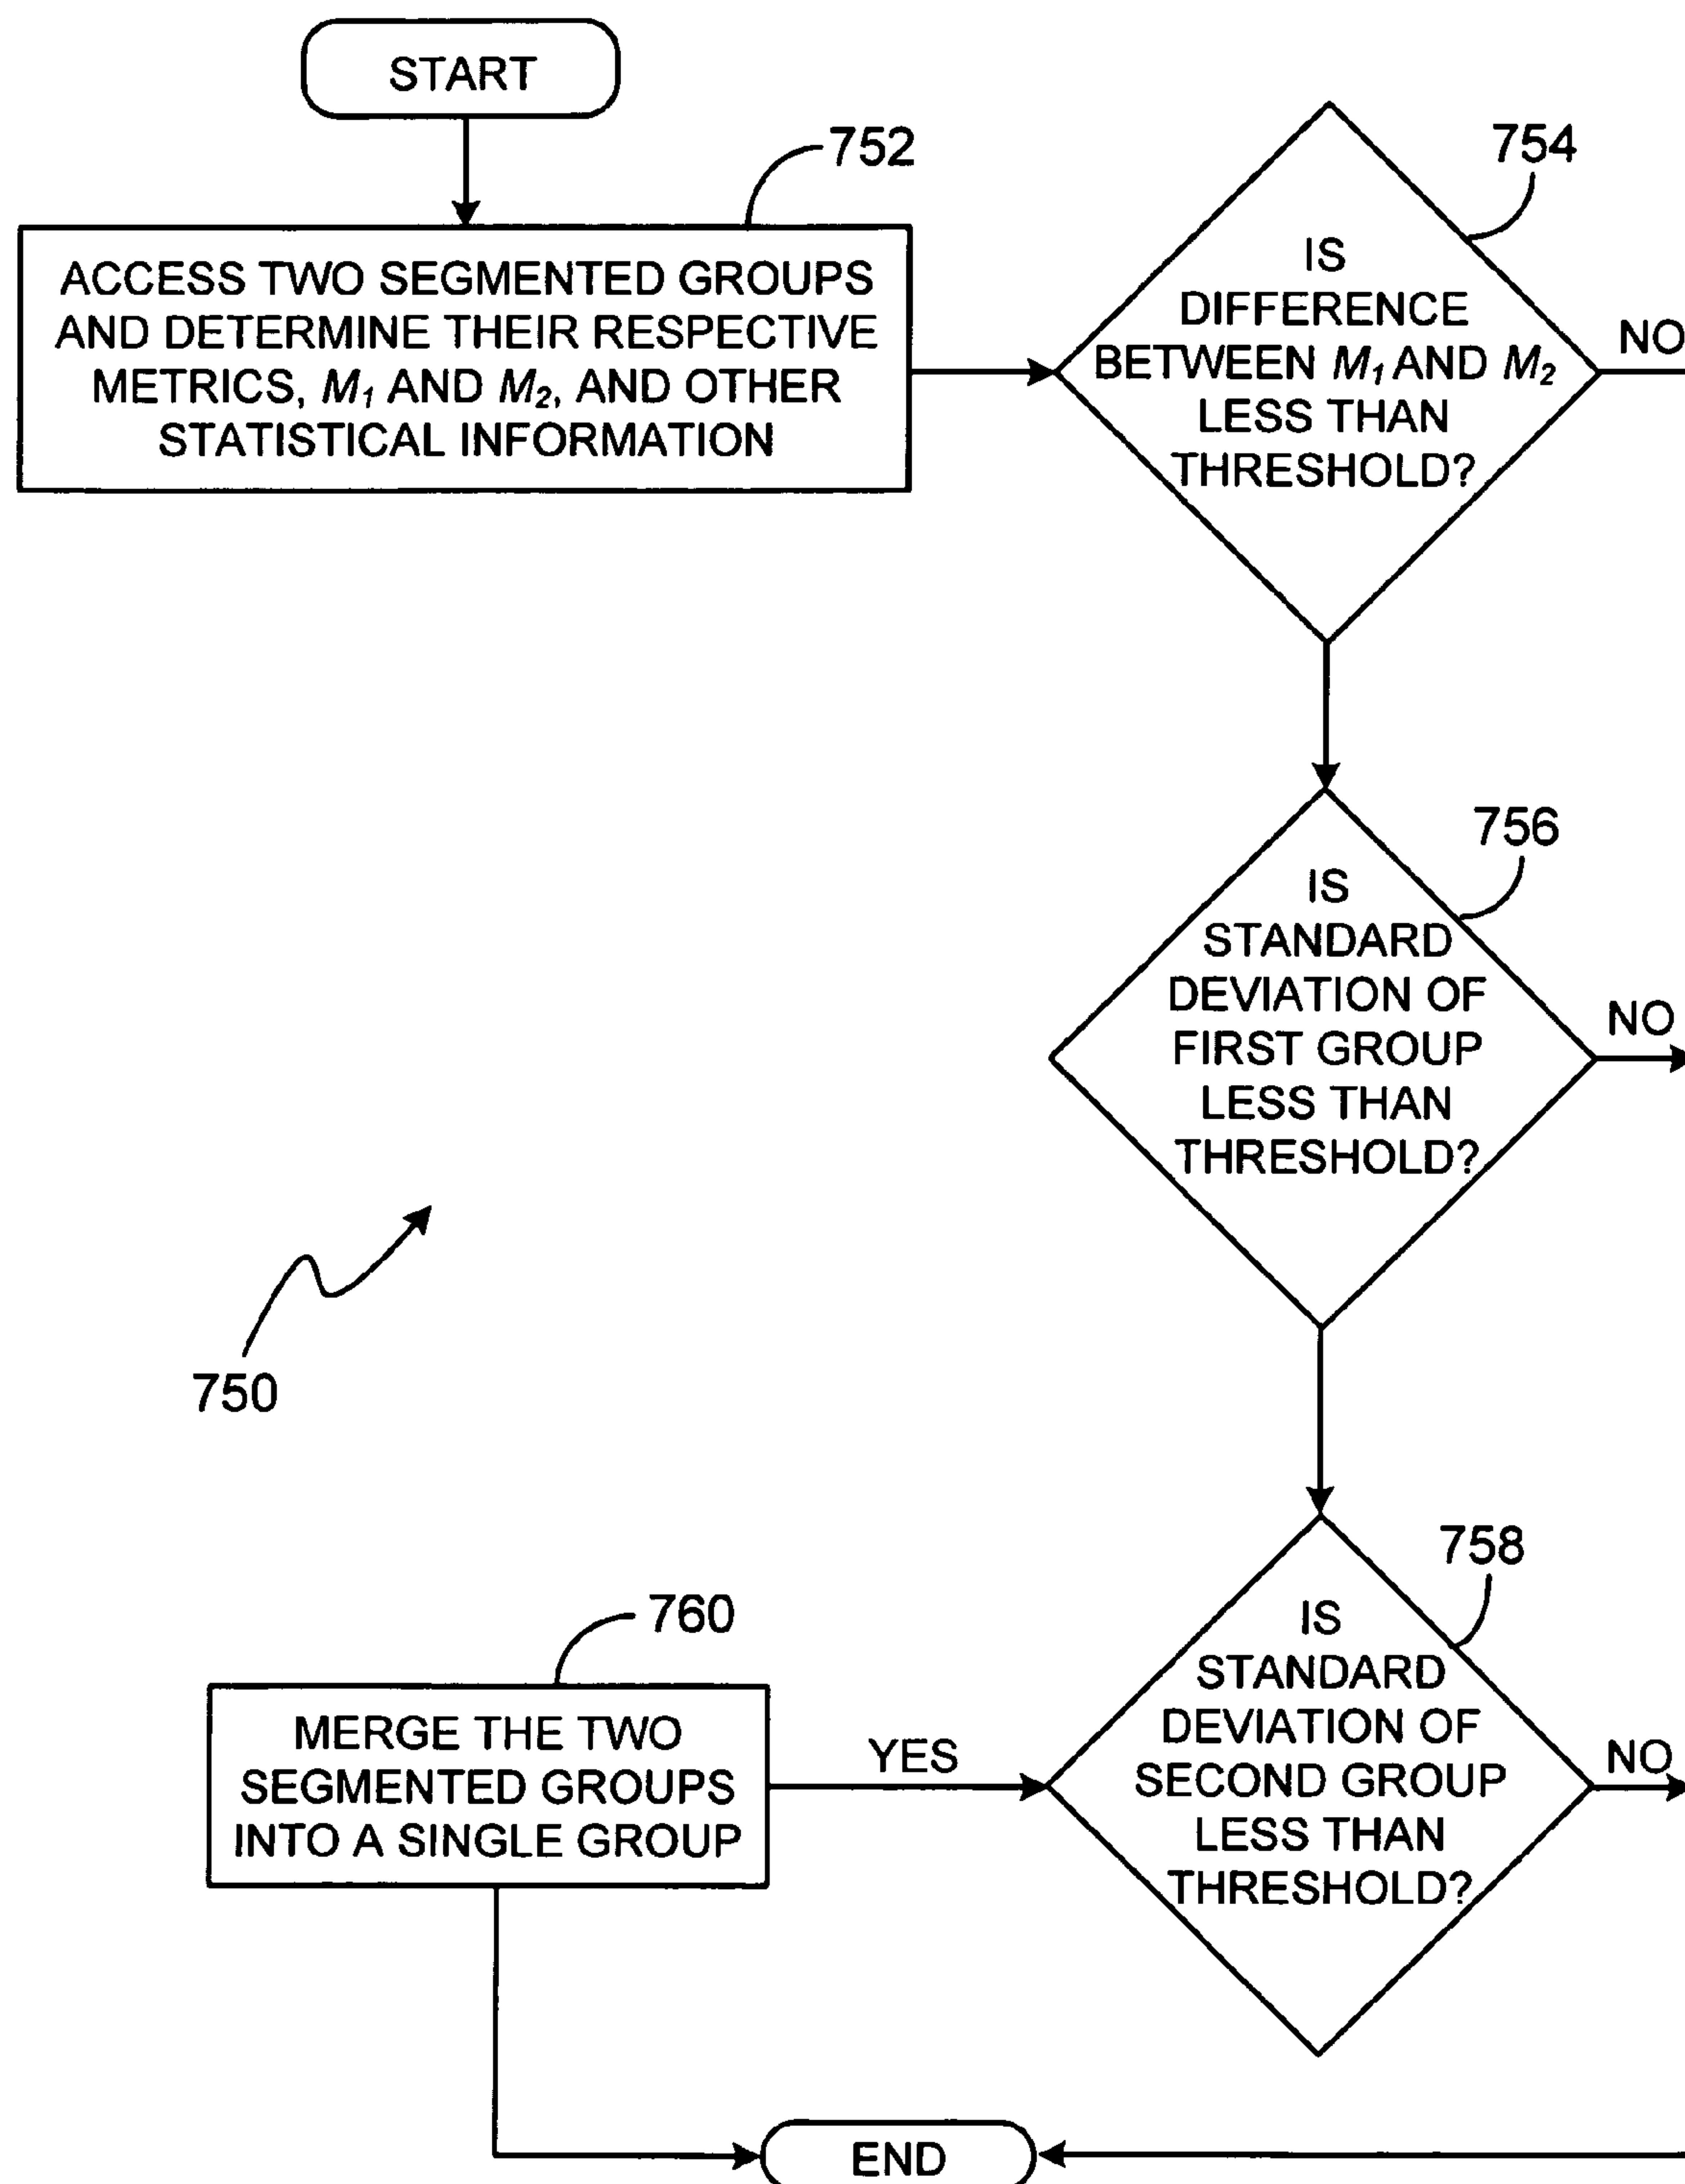 START
752
ACCESS TWO SEGMENTED GROUPS
AND DETERMINE THEIR RESPECTIVE
METRICS, M₁ AND M₂, AND OTHER
STATISTICAL INFORMATION
754
IS
DIFFERENCE
BETWEEN M₁ AND M₂
LESS THAN
THRESHOLD?
NO
756
IS
STANDARD
DEVIATION OF
FIRST GROUP
LESS THAN
THRESHOLD?
NO
750
758
IS
STANDARD
DEVIATION OF
SECOND GROUP
LESS THAN
THRESHOLD?
NO
760
MERGE THE TWO
SEGMENTED GROUPS
INTO A SINGLE GROUP
YES
END